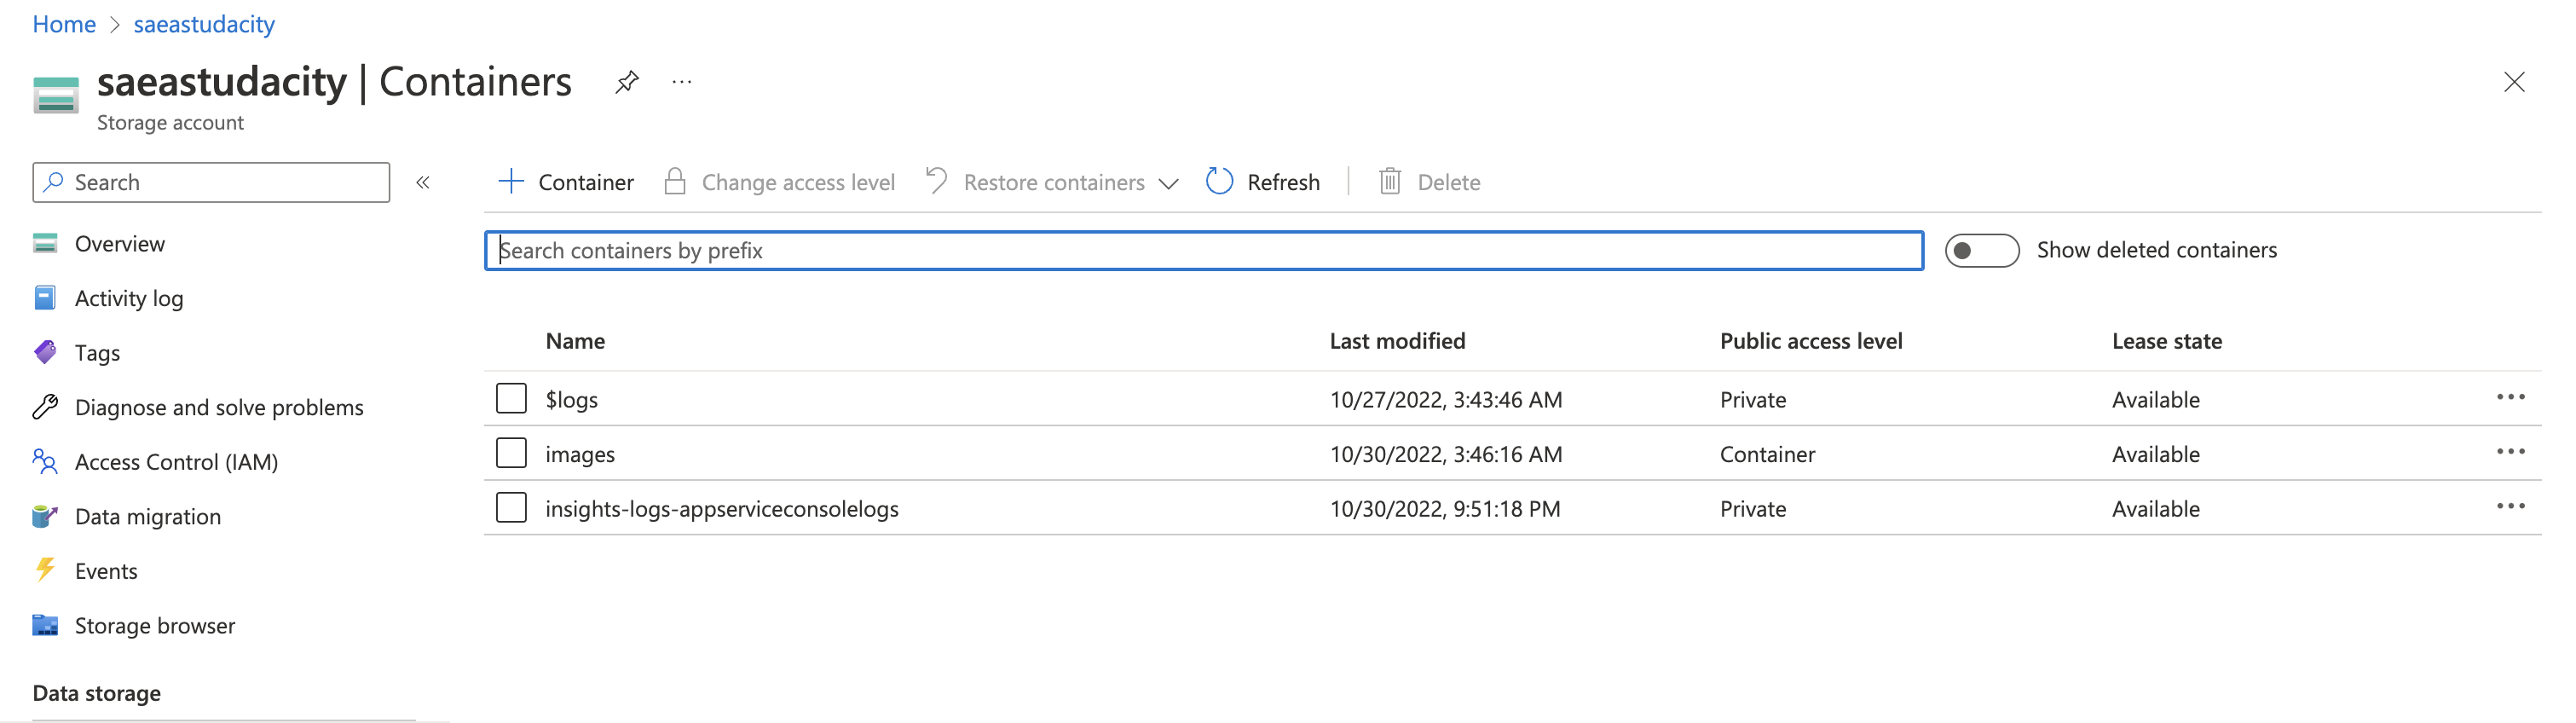 Home > saeastudacity
saeastudacity | Containers ...
Storage account
Search «
+ Container Change access level Restore containers Refresh | Delete
Search containers by prefix Show deleted containers
Overview
Activity log
Tags
Diagnose and solve problems
Access Control (IAM)
Data migration
Events
Storage browser
Data storage
Name Last modified Public access level Lease state
$logs 10/27/2022, 3:43:46 AM Private Available ...
images 10/30/2022, 3:46:16 AM Container Available ...
insights-logs-appserviceconsolelogs 10/30/2022, 9:51:18 PM Private Available ...